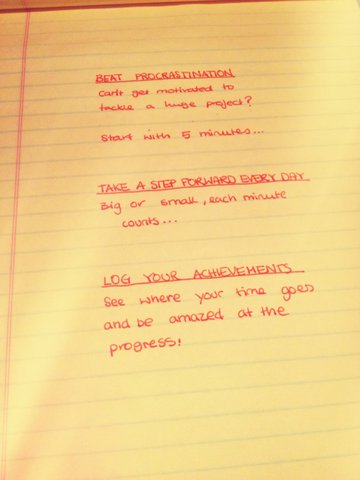 BEAT PROCRASTINATION
Can't get motivated to
tackle a huge project?
Start with 5 minutes...
TAKE A STEP FORWARD EVERY DAY
Big or small, each minute
counts...
LOG YOUR ACHIEVEMENTS
See where your time goes
and be amazed at the
progress!